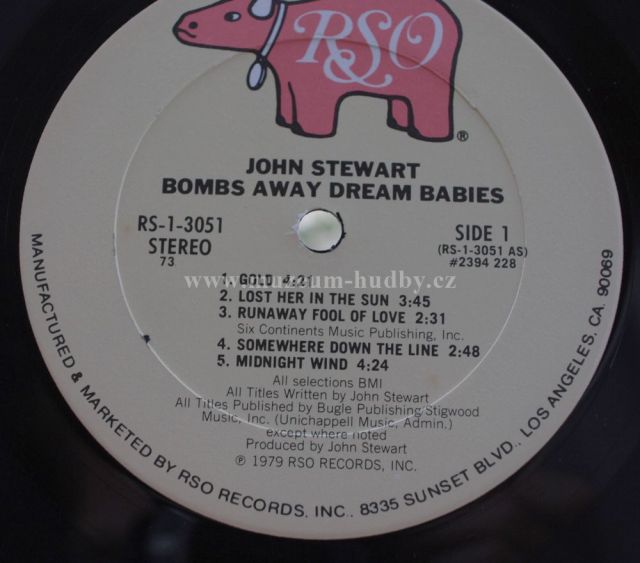 RSO
®
JOHN STEWART
BOMBS AWAY DREAM BABIES
RS-1-3051
STEREO
73
SIDE 1
(RS-1-3051 AS)
#2394 228
www.muzeum-hudby.cz
1. GOLD 4:21
2. LOST HER IN THE SUN 3:45
3. RUNAWAY FOOL OF LOVE 2:31
Six Continents Music Publishing, Inc.
4. SOMEWHERE DOWN THE LINE 2:48
5. MIDNIGHT WIND 4:24
All selections BMI
All Titles Written by John Stewart
All Titles Published by Bugle Publishing/Stigwood
Music, Inc. (Unichappell Music, Admin.)
except where noted
Produced by John Stewart
℗ 1979 RSO RECORDS, INC.
MANUFACTURED & MARKETED BY RSO RECORDS, INC., 8335 SUNSET BLVD., LOS ANGELES, CA. 90069